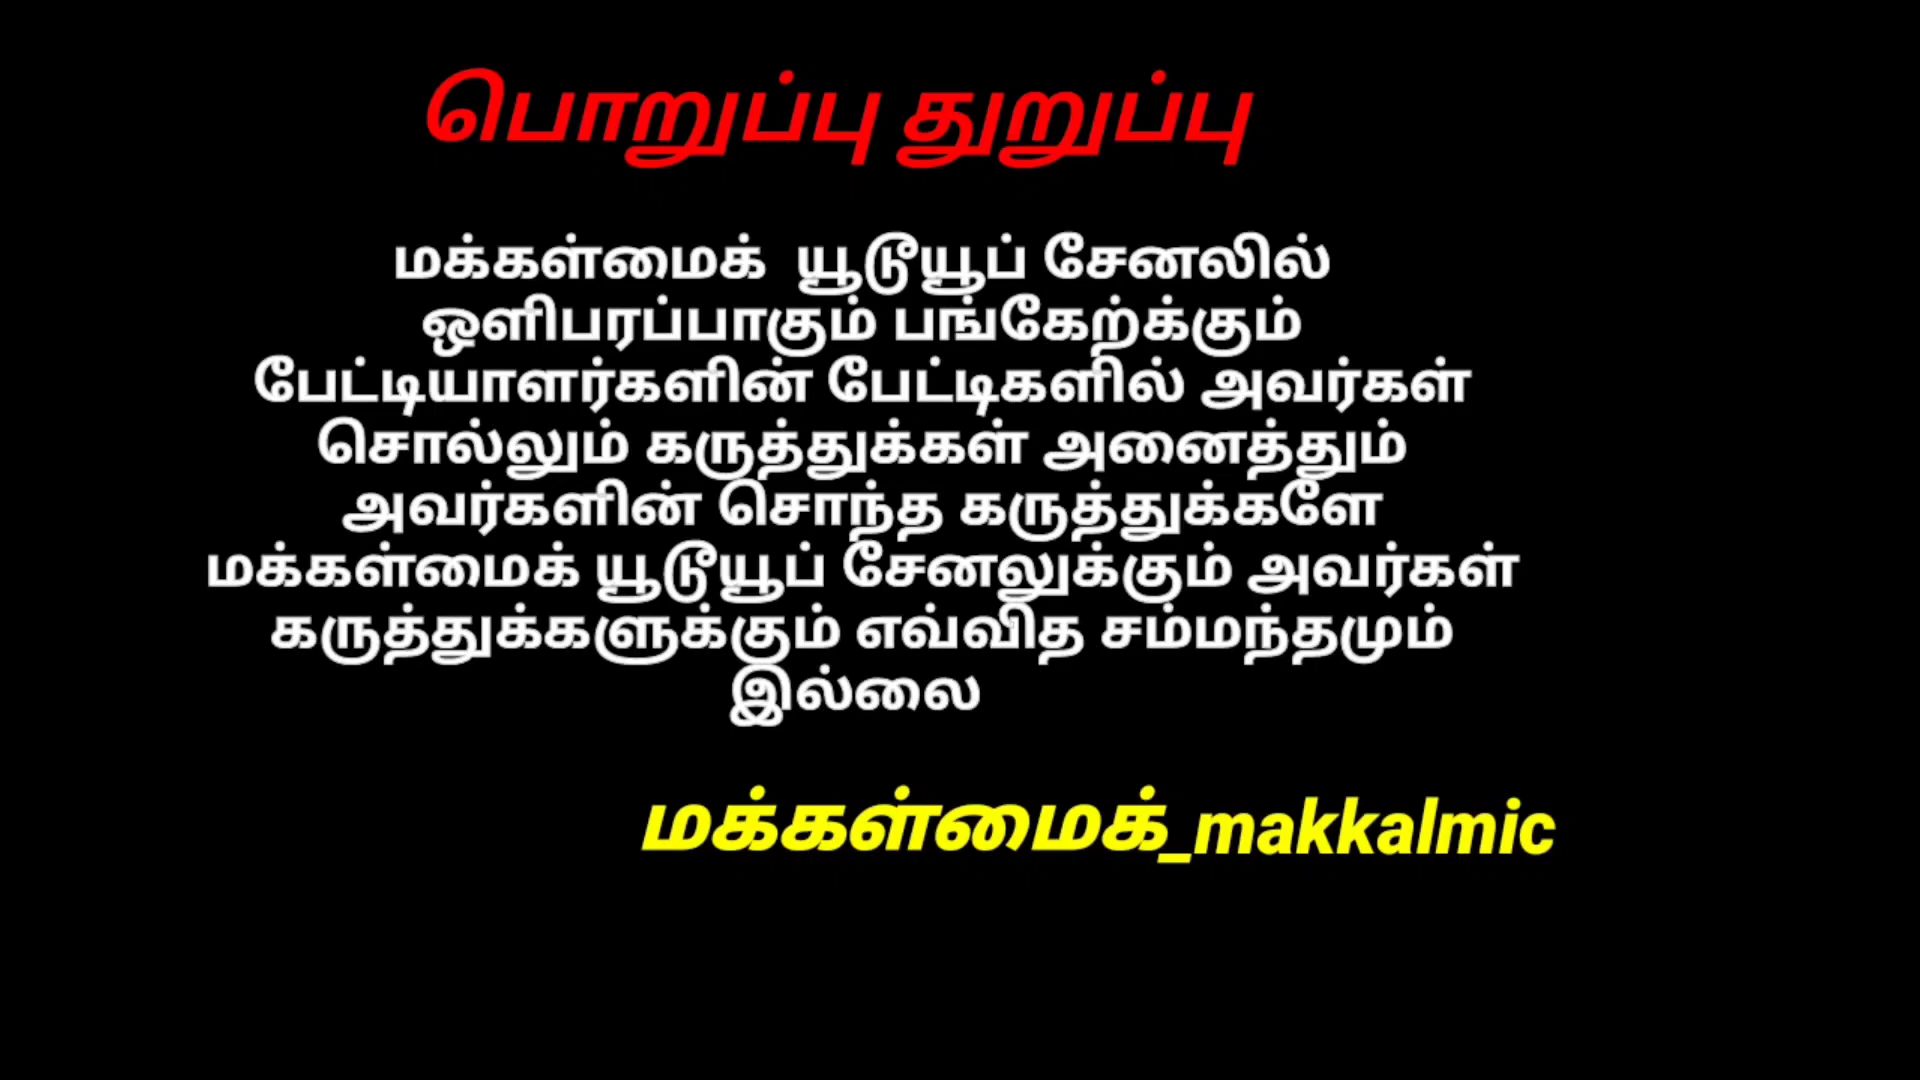 பொறுப்பு துறுப்பு
மக்கள்மைக் யூடூயூப் சேனலில்
ஒளிபரப்பாகும் பங்கேற்க்கும்
பேட்டியாளர்களின் பேட்டிகளில் அவர்கள்
சொல்லும் கருத்துக்கள் அனைத்தும்
அவர்களின் சொந்த கருத்துக்களே
மக்கள்மைக் யூடூயூப் சேனலுக்கும் அவர்கள்
கருத்துக்களுக்கும் எவ்வித சம்மந்தமும்
இல்லை
மக்கள்மைக்_makkalmic